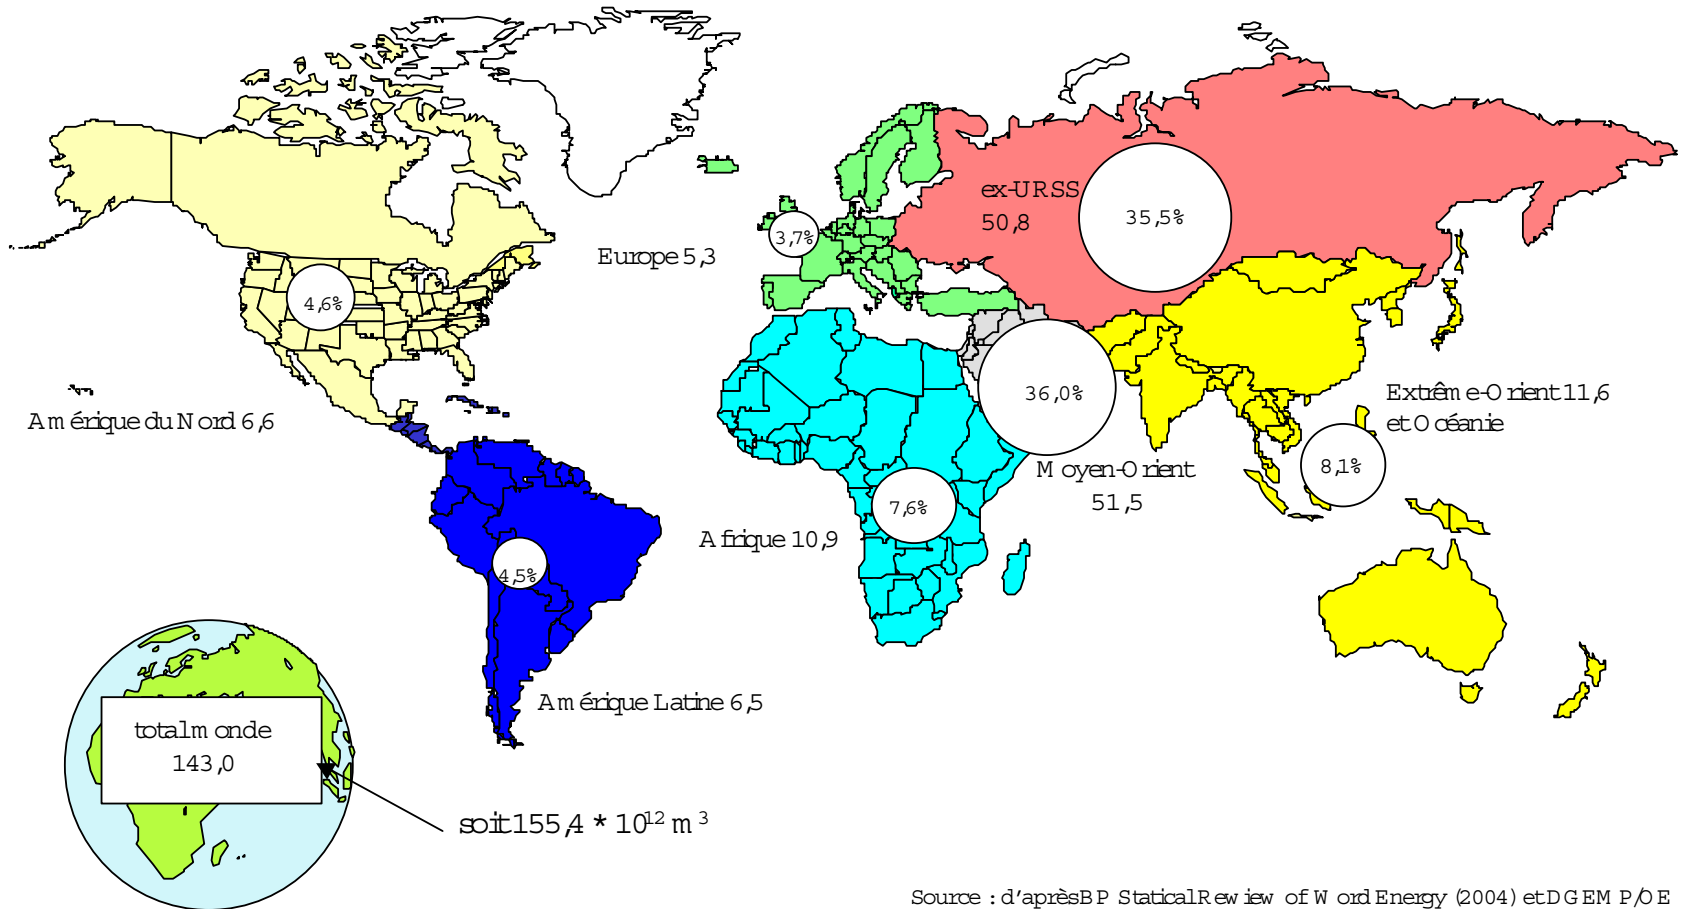 ex-URSS
50,8
35,5%
3,7%
Europe 5,3
4,6%
36,0%
Extrême-Orient 11,6
et Océanie
Amérique du Nord 6,6
8,1%
Moyen-Orient
51,5
7,6%
Afrique 10,9
4,5%
Amérique Latine 6,5
total monde
143,0
soit 155,4 * 10¹² m³
Source : d'après BP Statical Review of Word Energy (2004) et DGEMP/OE